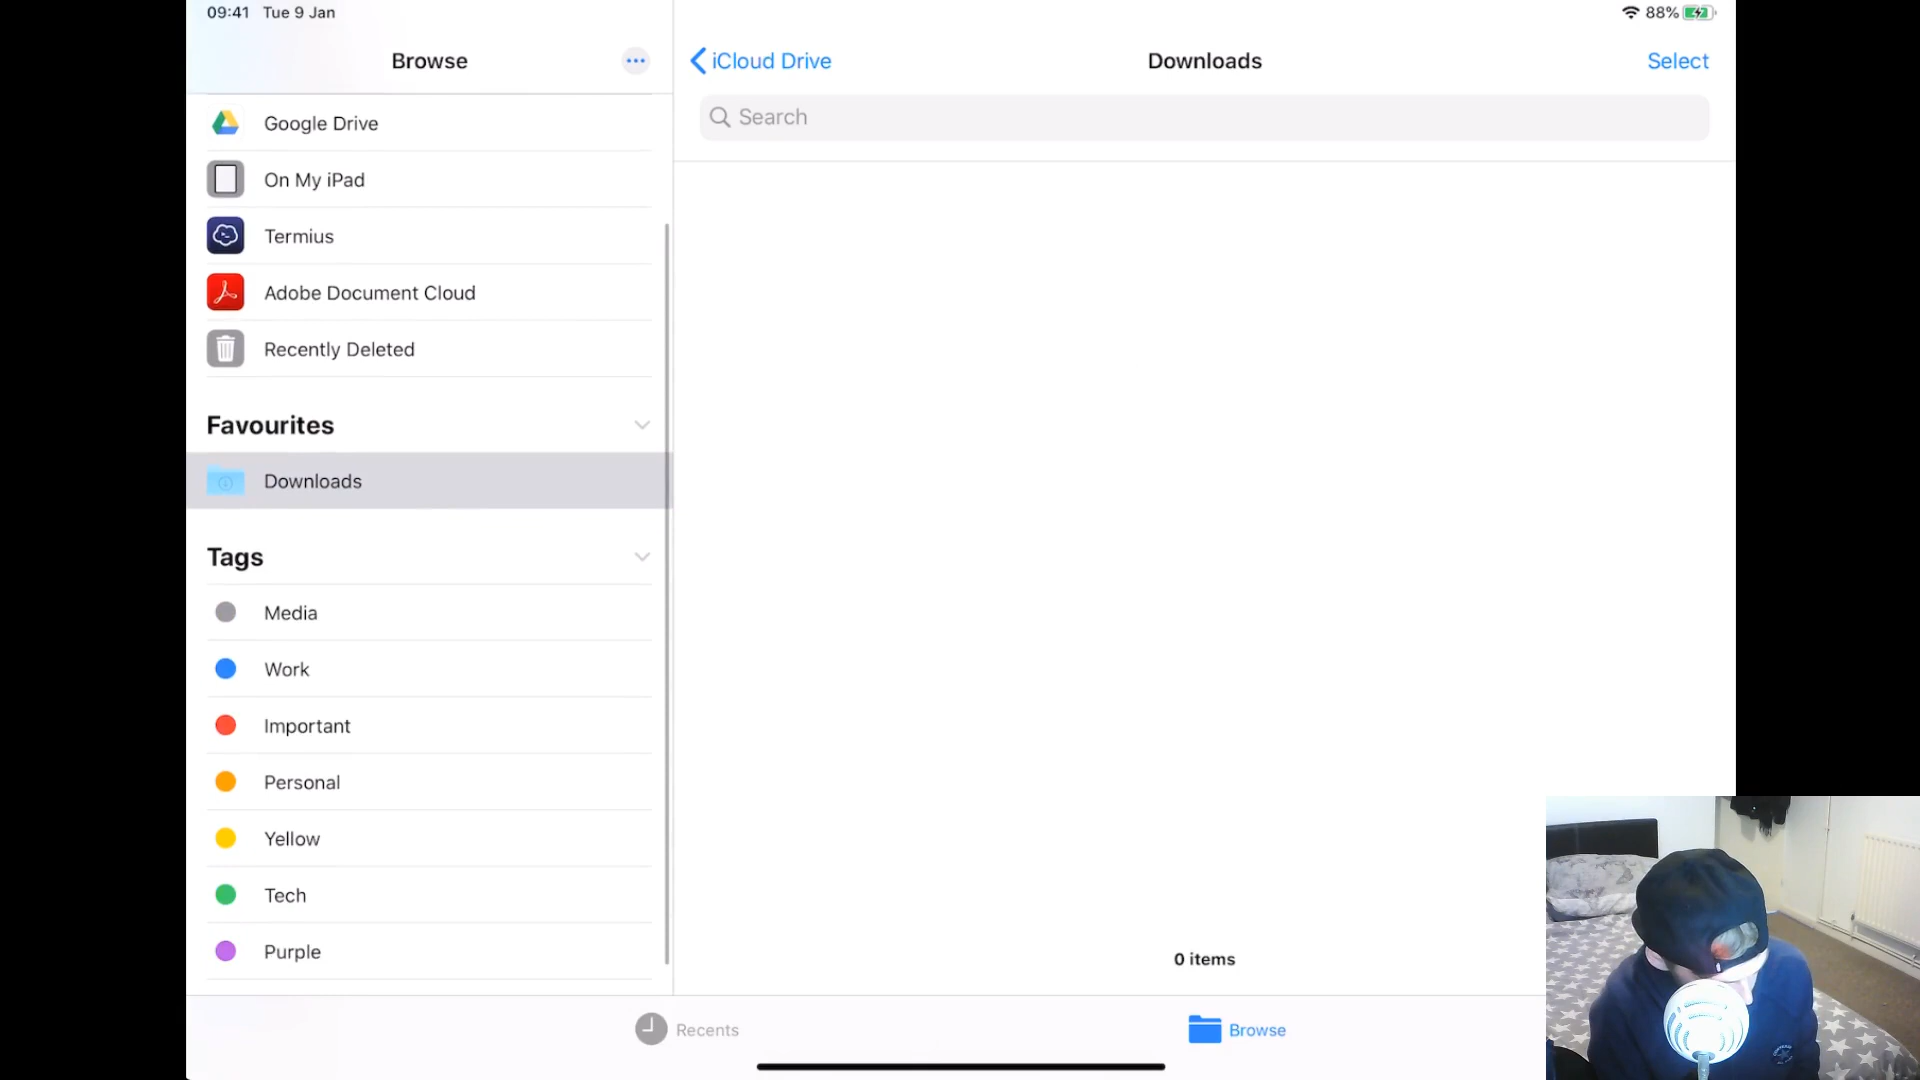 09:41 Tue 9 Jan
88%
Browse
iCloud Drive
Downloads
Select
Search
Google Drive
On My iPad
Termius
Adobe Document Cloud
Recently Deleted
Favourites
Downloads
Tags
Media
Work
Important
Personal
Yellow
Tech
Purple
0 items
Recents
Browse